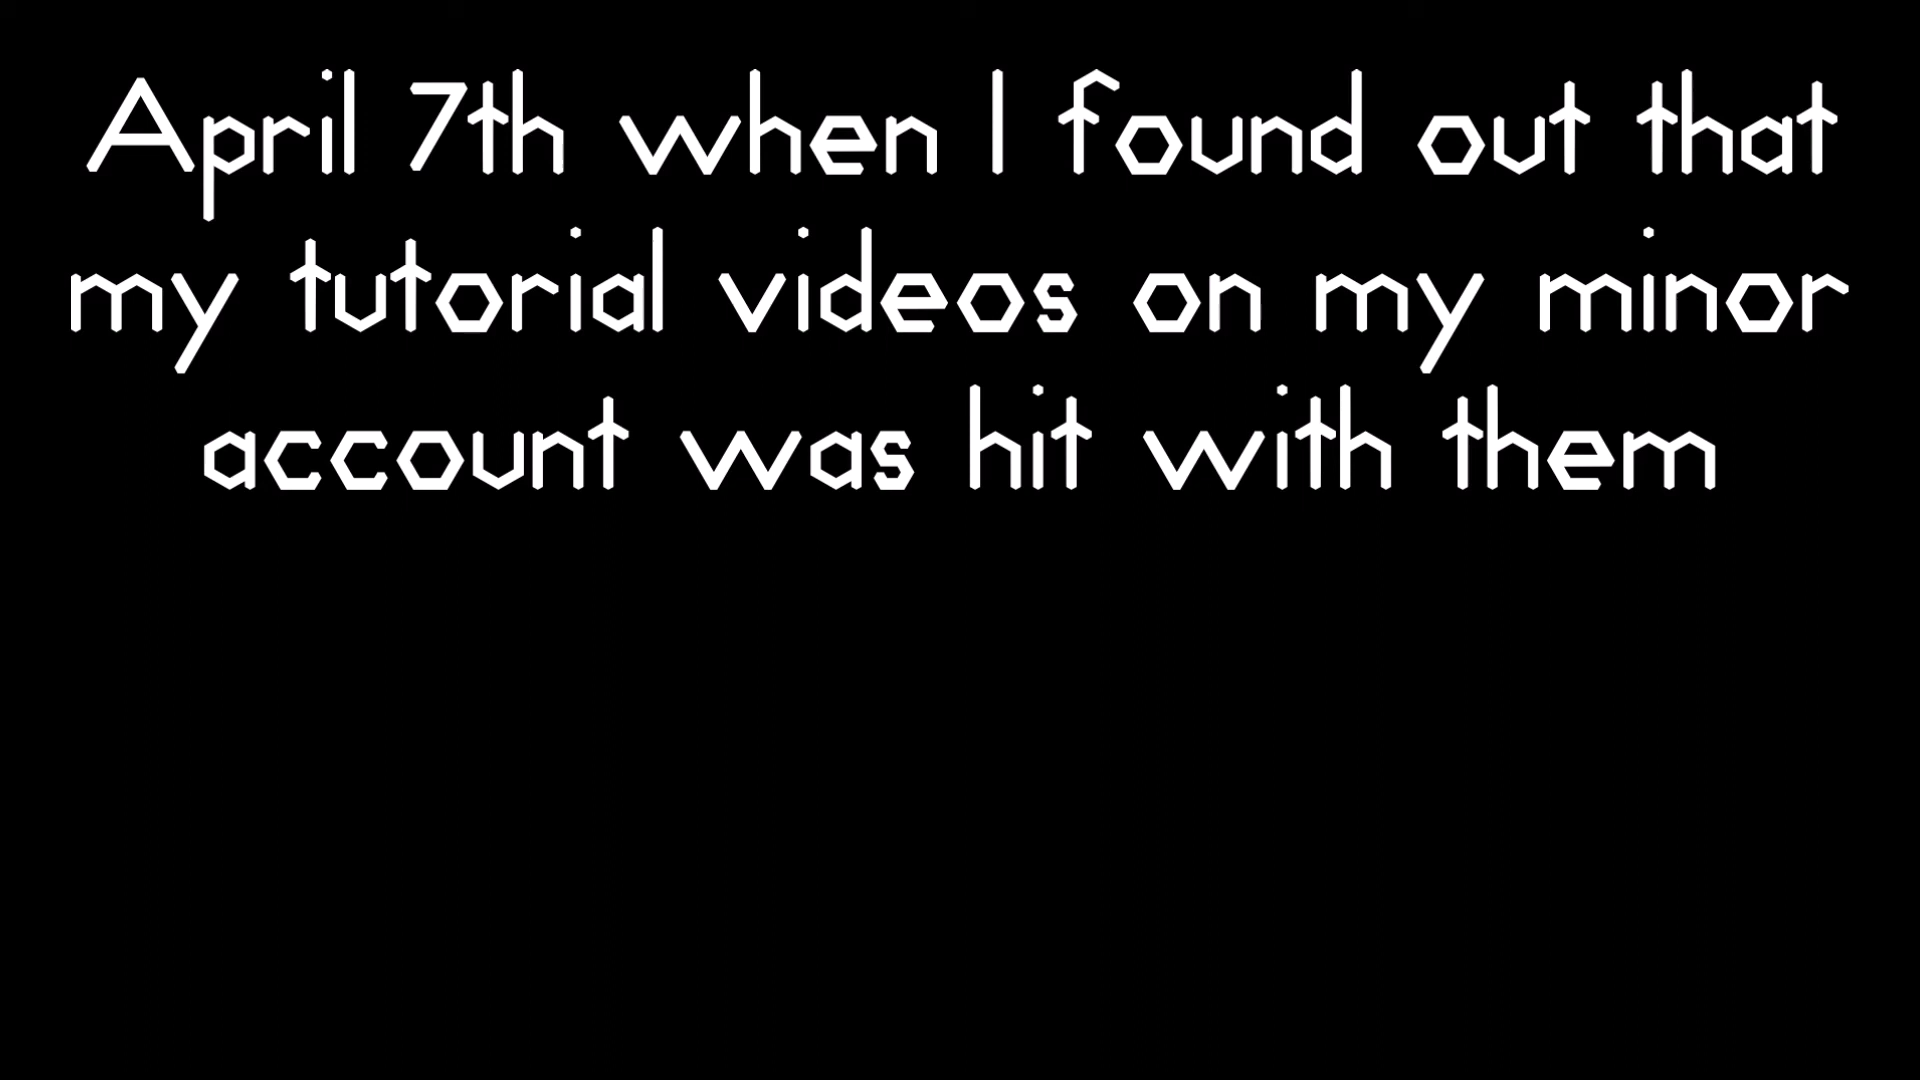 April 7th when I found out that
my tutorial videos on my minor
account was hit with them